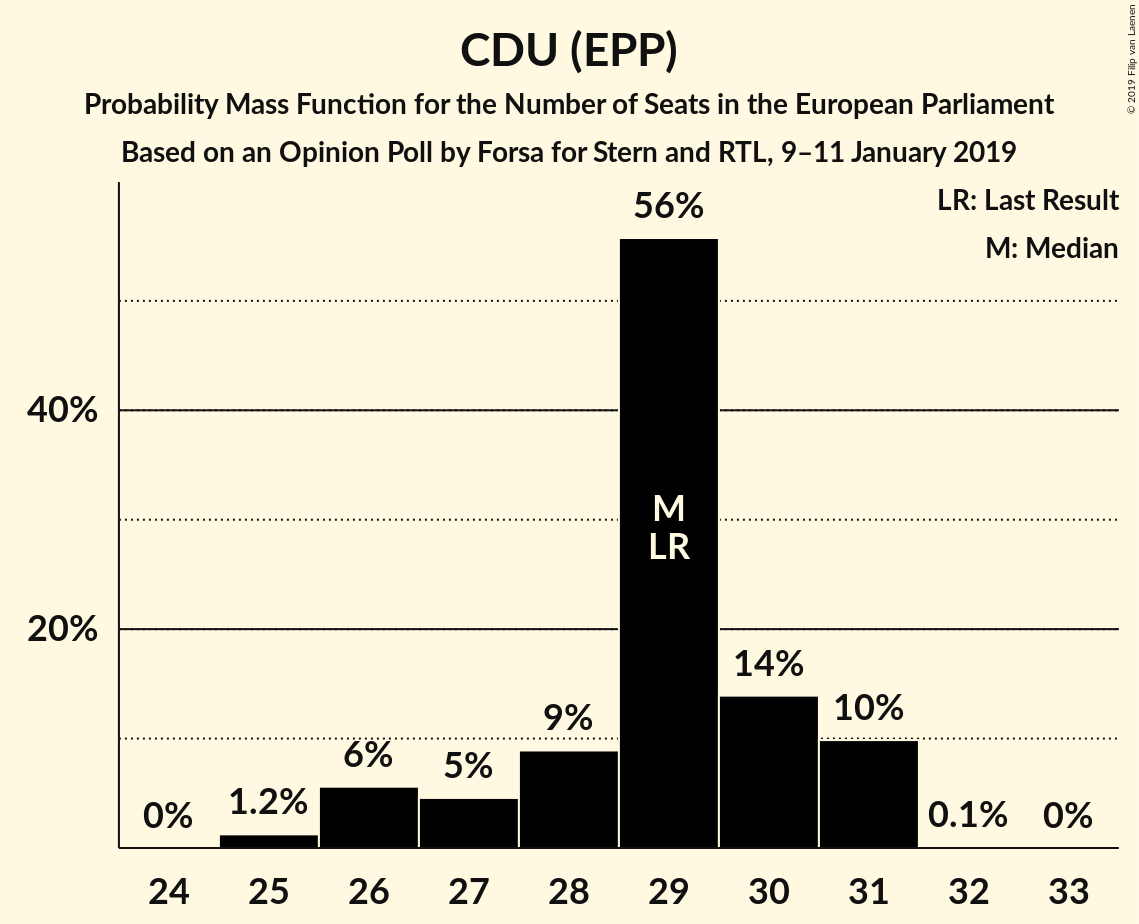 CDU (EPP)
Probability Mass Function for the Number of Seats in the European Parliament
Based on an Opinion Poll by Forsa for Stern and RTL, 9–11 January 2019
© 2019 Filip van Laenen
LR: Last Result
M: Median
56%
40%
M
LR
20%
14%
10%
9%
6%
5%
1.2%
0%
0.1%
0%
24 25 26 27 28 29 30 31 32 33